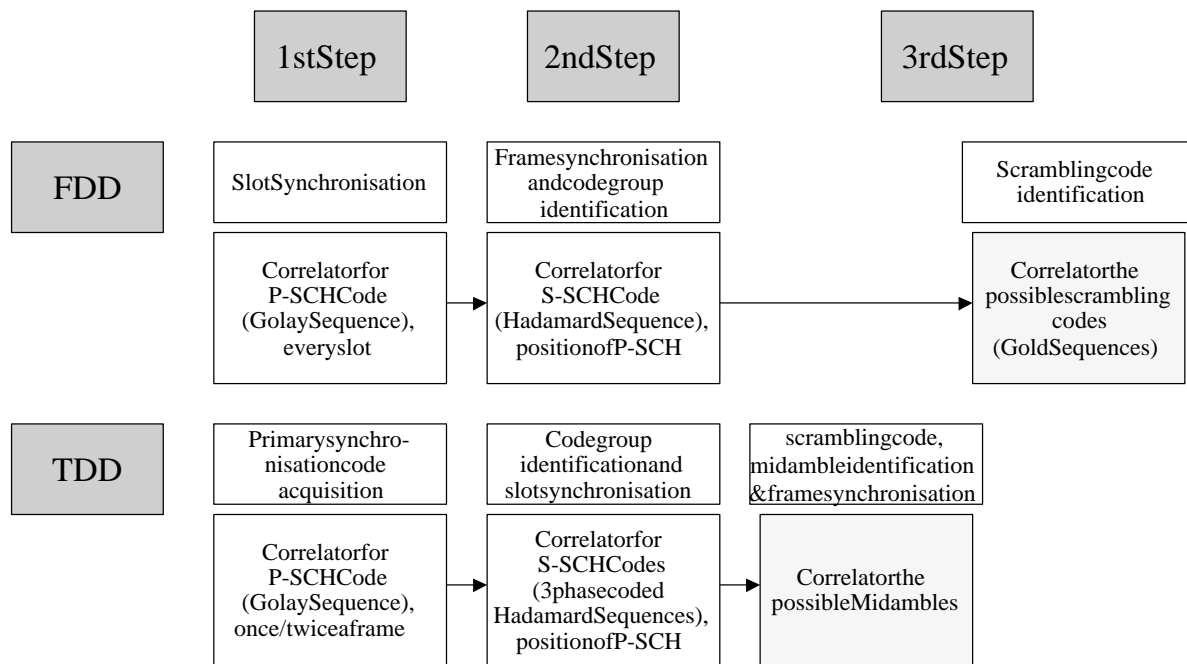 1stStep
2ndStep
3rdStep
FDD
SlotSynchronisation
Framesynchronisation
andcodegroup
identification
Scramblingcode
identification
Correlatorfor
P-SCHCode
(GolaySequence),
everyslot
Correlatorfor
S-SCHCode
(HadamardSequence),
positionofP-SCH
Correlatorthe
possiblescrambling
codes
(GoldSequences)
TDD
Primarysynchro-
nisationcode
acquisition
Codegroup
identificationand
slotsynchronisation
scramblingcode,
midambleidentification
&framesynchronisation
Correlatorfor
P-SCHCode
(GolaySequence),
once/twiceaframe
Correlatorfor
S-SCHCodes
(3phasecoded
HadamardSequences),
positionofP-SCH
Correlatorthe
possibleMidambles